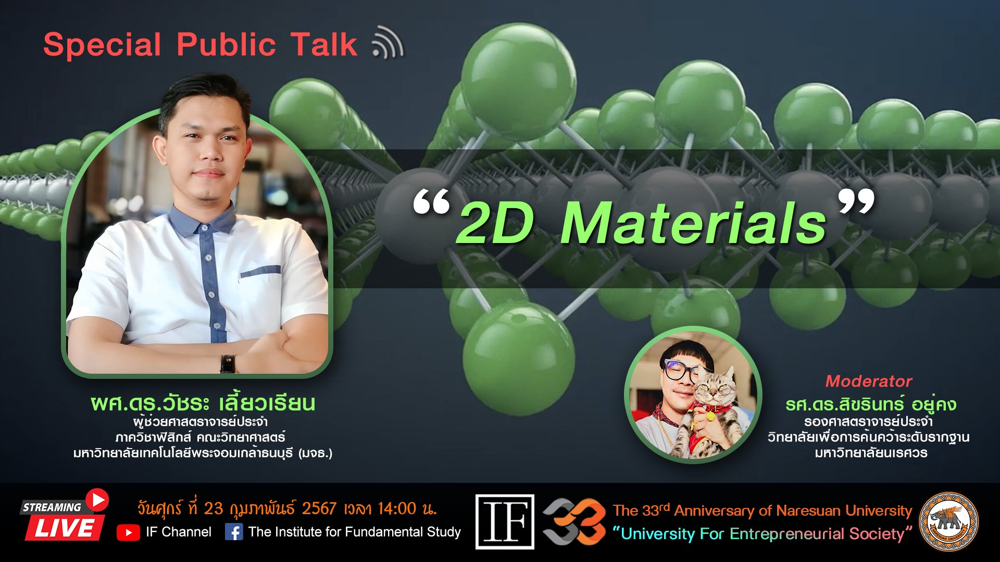 Special Public Talk
“2D Materials”
ผศ.ดร.วัชระ เลี้ยวเรียน
ผู้ช่วยศาสตราจารย์ประจำ
ภาควิชาฟิสิกส์ คณะวิทยาศาสตร์
มหาวิทยาลัยเทคโนโลยีพระจอมเกล้าธนบุรี (มจธ.)
Moderator
รศ.ดร.สิขรินทร์ อยู่คง
รองศาสตราจารย์ประจำ
วิทยาลัยเพื่อการค้นคว้าระดับรากฐาน
มหาวิทยาลัยนเรศวร
STREAMING
LIVE
วันศุกร์ ที่ 23 กุมภาพันธ์ 2567 เวลา 14:00 น.
IF Channel
The Institute for Fundamental Study
IF
33
The 33rd Anniversary of Naresuan University
“University For Entrepreneurial Society”
NARESUAN UNIVERSITY